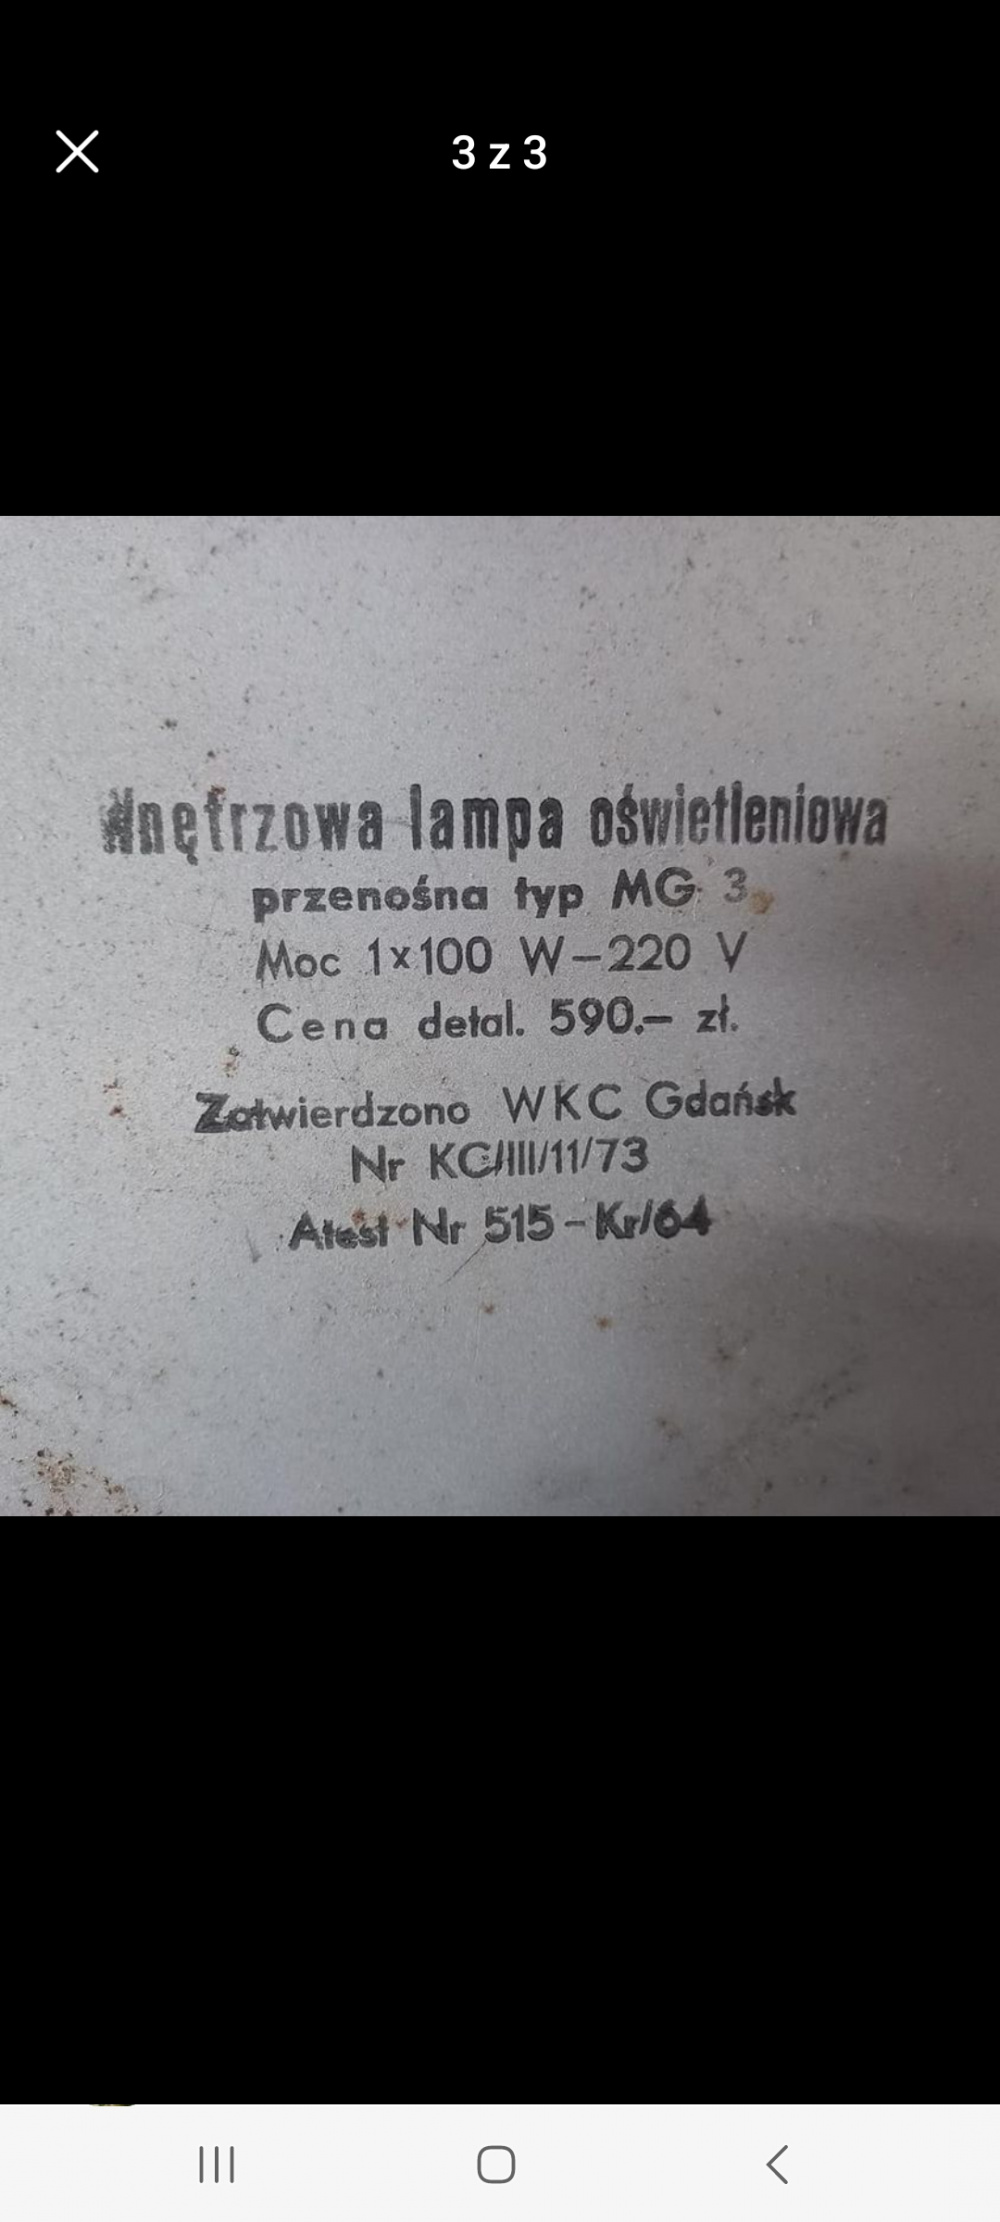 3 z 3
Wnętrzowa lampa oświetleniowa
przenośna typ MG 3
Moc 1x100 W-220 V
Cena detal. 590.- zł.
Zatwierdzono WKC Gdańsk
Nr KC/III/11/73
Atest Nr 515-Kr/64